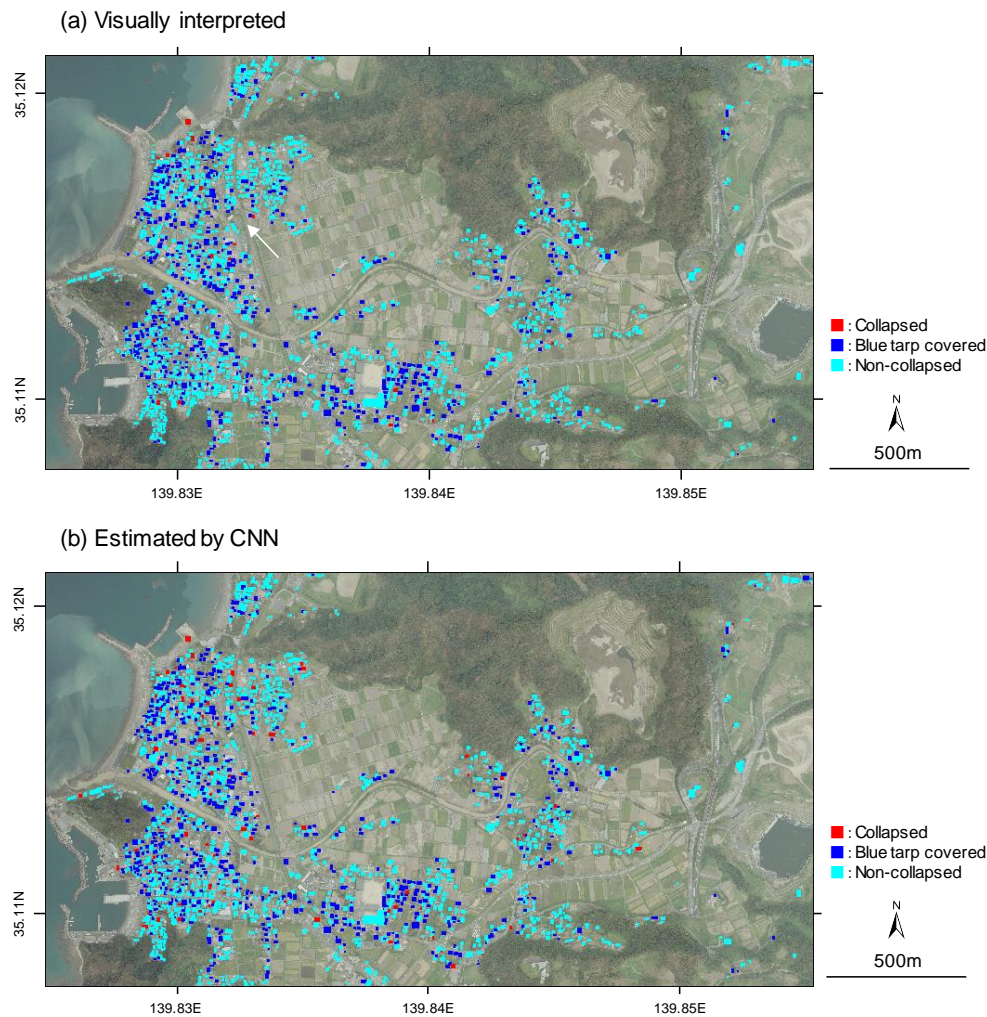 (a) Visually interpreted
35.12N
35.11N
: Collapsed
: Blue tarp covered
: Non-collapsed
N
500m
139.83E
139.84E
139.85E
(b) Estimated by CNN
35.12N
35.11N
: Collapsed
: Blue tarp covered
: Non-collapsed
N
500m
139.83E
139.84E
139.85E